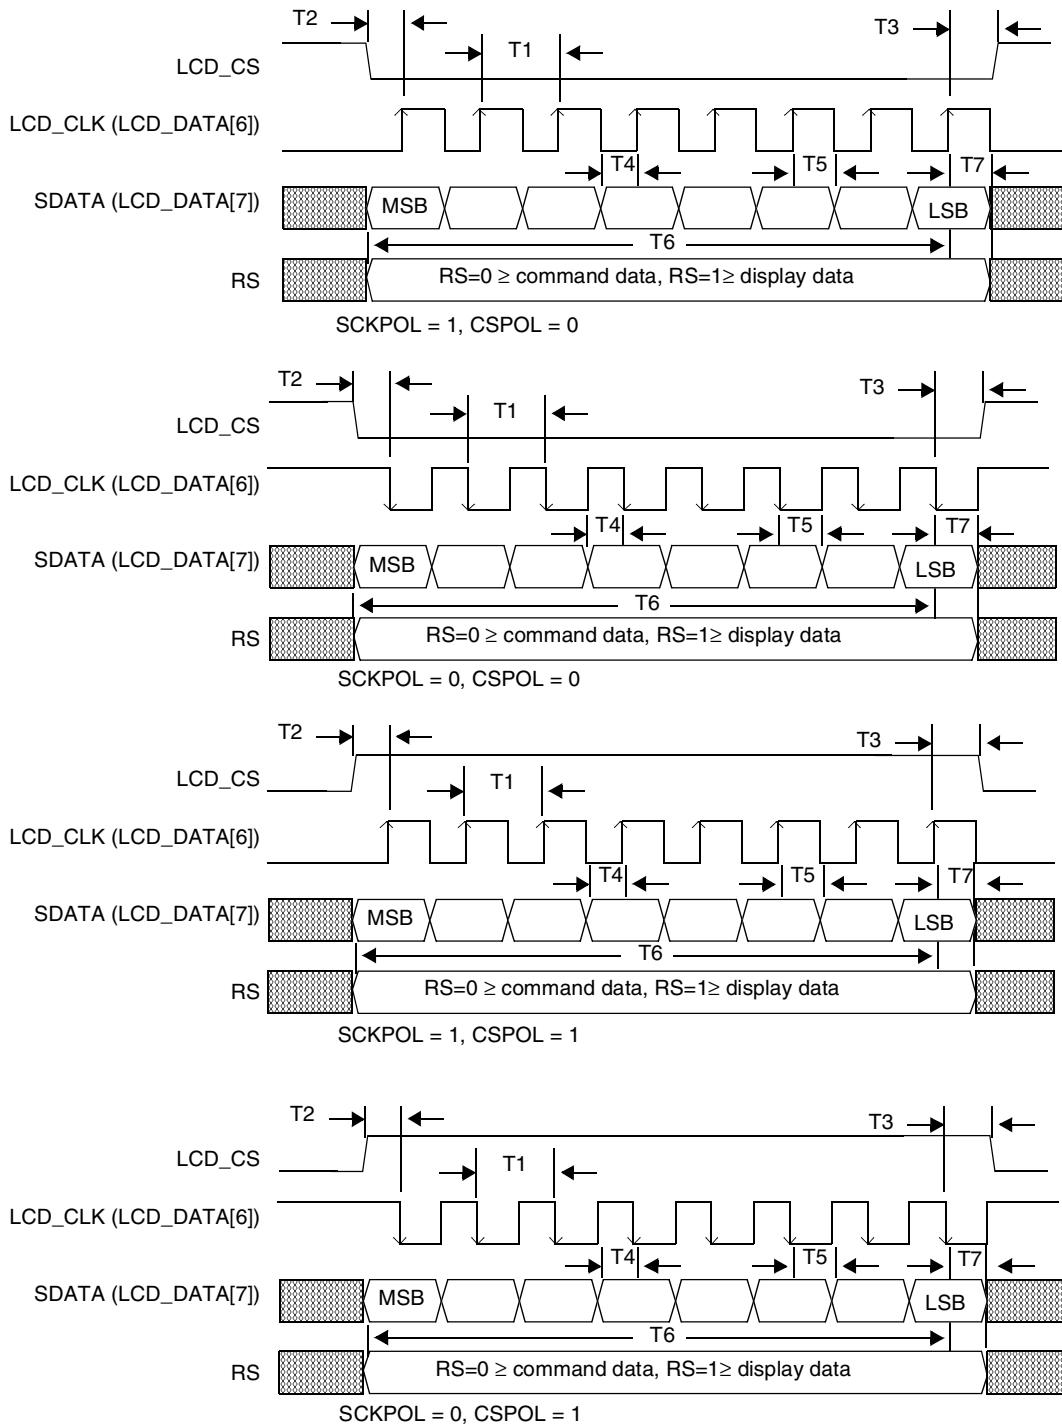 T2
T3
T1
LCD_CS
LCD_CLK (LCD_DATA[6])
T4
T5
T7
SDATA (LCD_DATA[7])
MSB
LSB
T6
RS
RS=0 ≥ command data, RS=1≥ display data
SCKPOL = 1, CSPOL = 0
T2
T3
T1
LCD_CS
LCD_CLK (LCD_DATA[6])
T4
T5
T7
SDATA (LCD_DATA[7])
MSB
LSB
T6
RS
RS=0 ≥ command data, RS=1≥ display data
SCKPOL = 0, CSPOL = 0
T2
T3
T1
LCD_CS
LCD_CLK (LCD_DATA[6])
T4
T5
T7
SDATA (LCD_DATA[7])
MSB
LSB
T6
RS
RS=0 ≥ command data, RS=1≥ display data
SCKPOL = 1, CSPOL = 1
T2
T3
T1
LCD_CS
LCD_CLK (LCD_DATA[6])
T4
T5
T7
SDATA (LCD_DATA[7])
MSB
LSB
T6
RS
RS=0 ≥ command data, RS=1≥ display data
SCKPOL = 0, CSPOL = 1